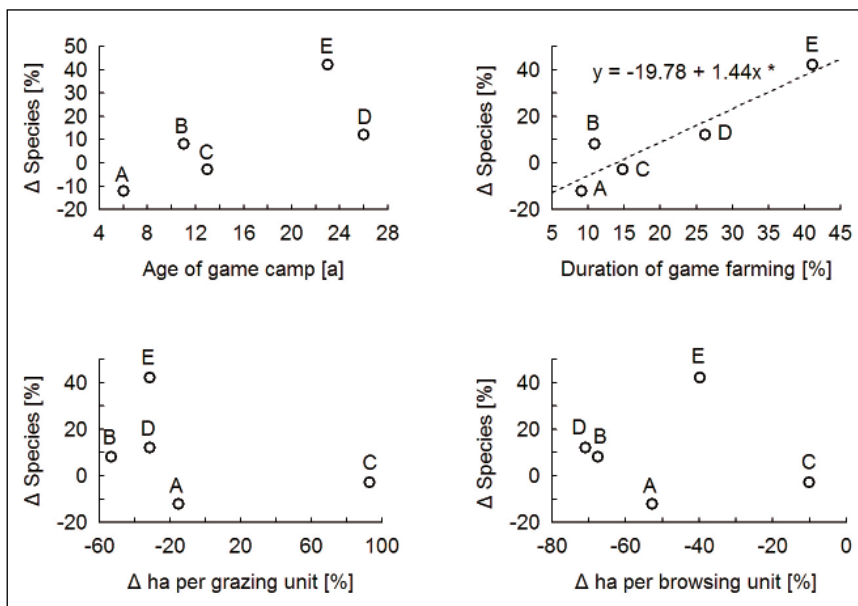 50
40
30
20
10
0
-10
-20
Δ Species [%]
E
D
B
C
A
4 8 12 16 20 24 28
Age of game camp [a]
40
20
0
-20
Δ Species [%]
y = -19.78 + 1.44x *
E
B
D
C
A
5 10 15 20 25 30 35 40 45
Duration of game farming [%]
40
20
0
-20
Δ Species [%]
E
B D
A
C
-60 -20 20 60 100
Δ ha per grazing unit [%]
40
20
0
-20
Δ Species [%]
E
D B
A
C
-80 -60 -40 -20 0
Δ ha per browsing unit [%]